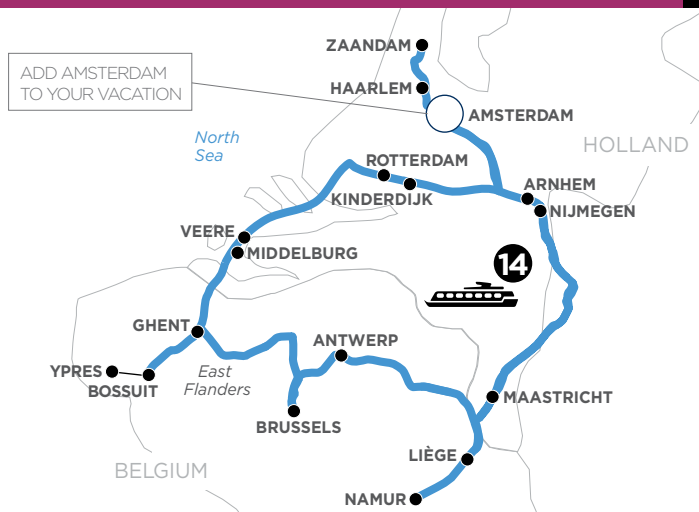 ZAANDAM
ADD AMSTERDAM
TO YOUR VACATION
HAARLEM
AMSTERDAM
North
Sea
HOLLAND
ROTTERDAM
KINDERDIJK
ARNHEM
NIJMEGEN
VEERE
MIDDELBURG
14
GHENT
ANTWERP
YPRES
BOSSUIT
East
Flanders
BRUSSELS
MAASTRICHT
LIÈGE
BELGIUM
NAMUR